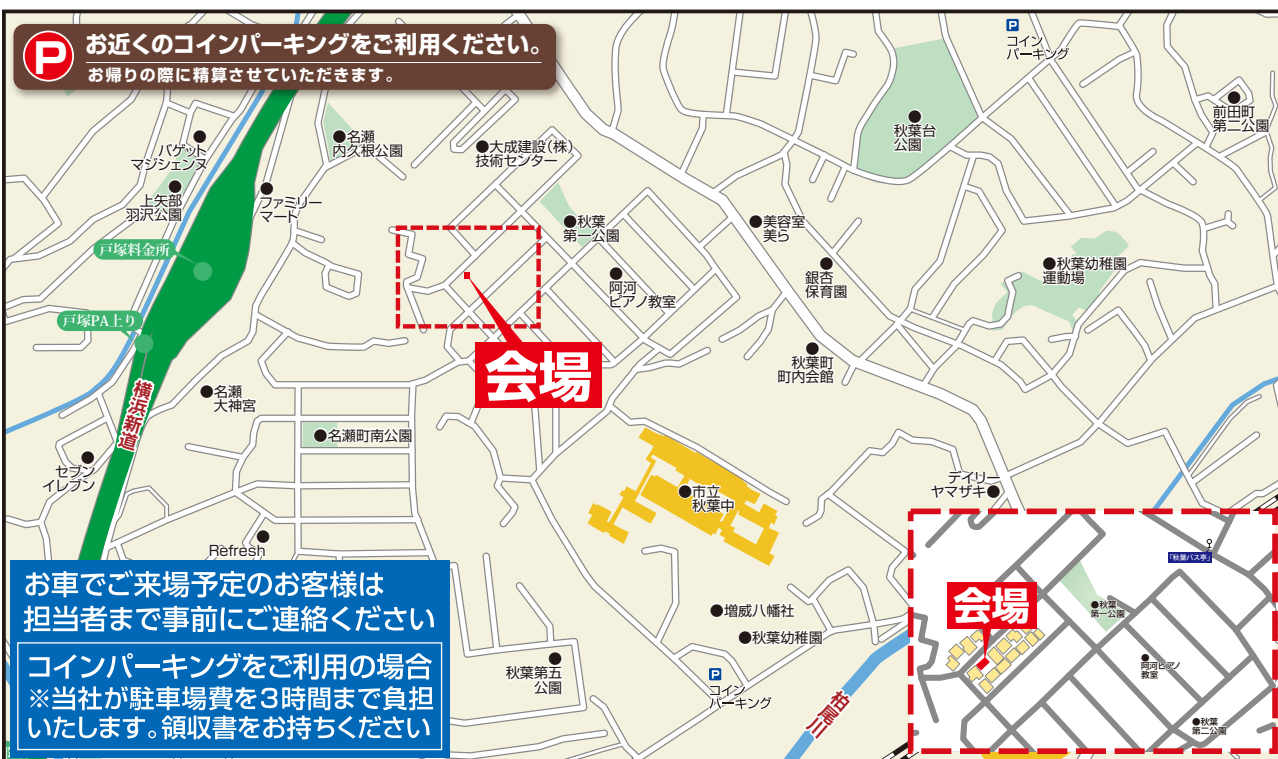 P
お近くのコインパーキングをご利用ください。
お帰りの際に精算させていただきます。
P
コイン
パーキング
前田町
第二公園
秋葉台
公園
名瀬
内久根公園
大成建設(株)
技術センター
バゲット
マジシェンヌ
上矢部
羽沢公園
ファミリー
マート
秋葉
第一公園
美容室
美ら
戸塚料金所
阿河
ピアノ教室
銀杏
保育園
秋葉幼稚園
運動場
戸塚PA上り
会場
秋葉町
町内会館
横浜新道
名瀬
大神宮
名瀬町南公園
セブン
イレブン
市立
秋葉中
デイリー
ヤマザキ
Refresh
お車でご来場予定のお客様は
担当者まで事前にご連絡ください
コインパーキングをご利用の場合
※当社が駐車場費を3時間まで負担
いたします。領収書をお持ちください
増威八幡社
秋葉幼稚園
秋葉第五
公園
P
コイン
パーキング
柏尾川
「秋葉バス亭」
会場
秋葉
第一公園
阿河ピアノ
教室
秋葉
第二公園